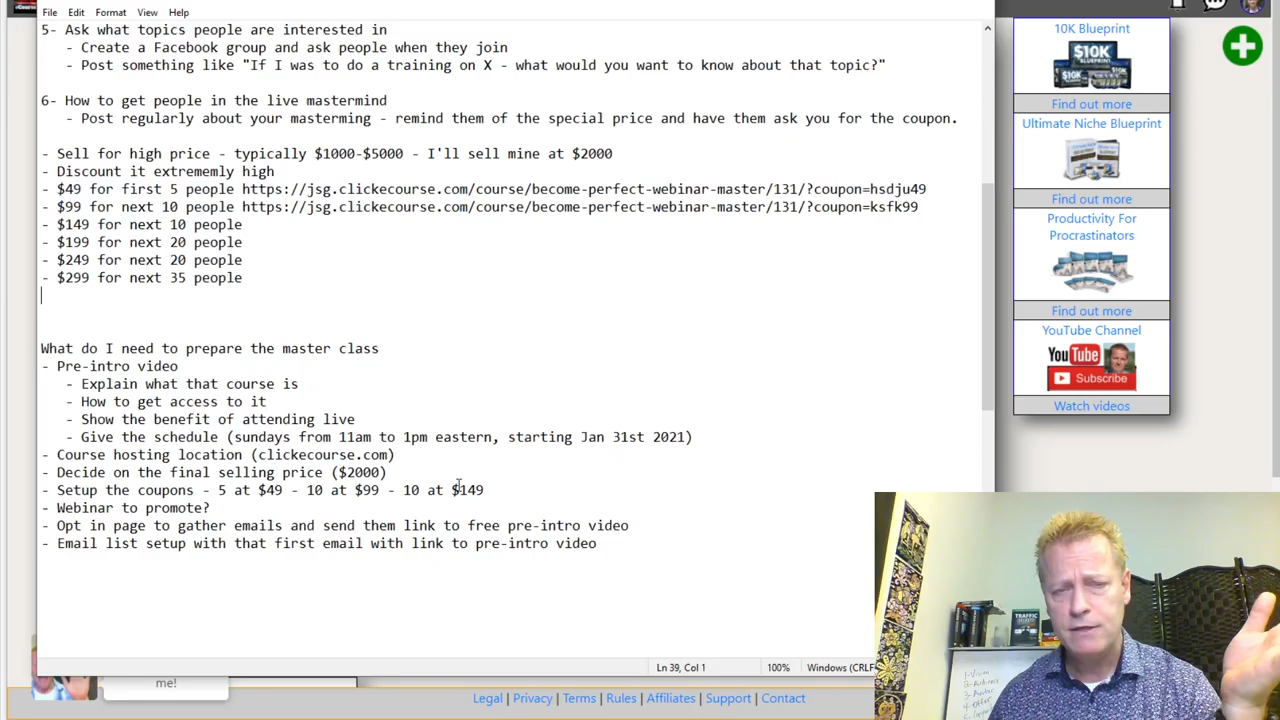 File Edit Format View Help
5- Ask what topics people are interested in
- Create a Facebook group and ask people when they join
- Post something like "If I was to do a training on X - what would you want to know about that topic?"
6- How to get people in the live mastermind
- Post regularly about your masterming - remind them of the special price and have them ask you for the coupon.
- Sell for high price - typically $1000-$5000 - I'll sell mine at $2000
- Discount it extrememly high
- $49 for first 5 people https://jsg.clickecourse.com/course/become-perfect-webinar-master/131/?coupon=hsdju49
- $99 for next 10 people https://jsg.clickecourse.com/course/become-perfect-webinar-master/131/?coupon=ksfk99
- $149 for next 10 people
- $199 for next 20 people
- $249 for next 20 people
- $299 for next 35 people
What do I need to prepare the master class
- Pre-intro video
- Explain what that course is
- How to get access to it
- Show the benefit of attending live
- Give the schedule (sundays from 11am to 1pm eastern, starting Jan 31st 2021)
- Course hosting location (clickecourse.com)
- Decide on the final selling price ($2000)
- Setup the coupons - 5 at $49 - 10 at $99 - 10 at $149
- Webinar to promote?
- Opt in page to gather emails and send them link to free pre-intro video
- Email list setup with that first email with link to pre-intro video
Ln 39, Col 1 100% Windows (CRLF
me!
Legal | Privacy | Terms | Rules | Affiliates | Support | Contact
10K Blueprint
$10K
BLUEPRINT
Find out more
Ultimate Niche Blueprint
Find out more
Productivity For
Procrastinators
Find out more
YouTube Channel
YouTube
Subscribe
Watch videos
TRAFFIC